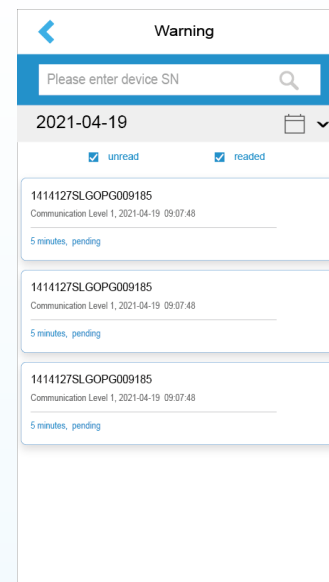 Warning
Please enter device SN
2021-04-19
unread readed
1414127SLGOPG009185
Communication Level 1, 2021-04-19 09:07:48
5 minutes, pending
1414127SLGOPG009185
Communication Level 1, 2021-04-19 09:07:48
5 minutes, pending
1414127SLGOPG009185
Communication Level 1, 2021-04-19 09:07:48
5 minutes, pending